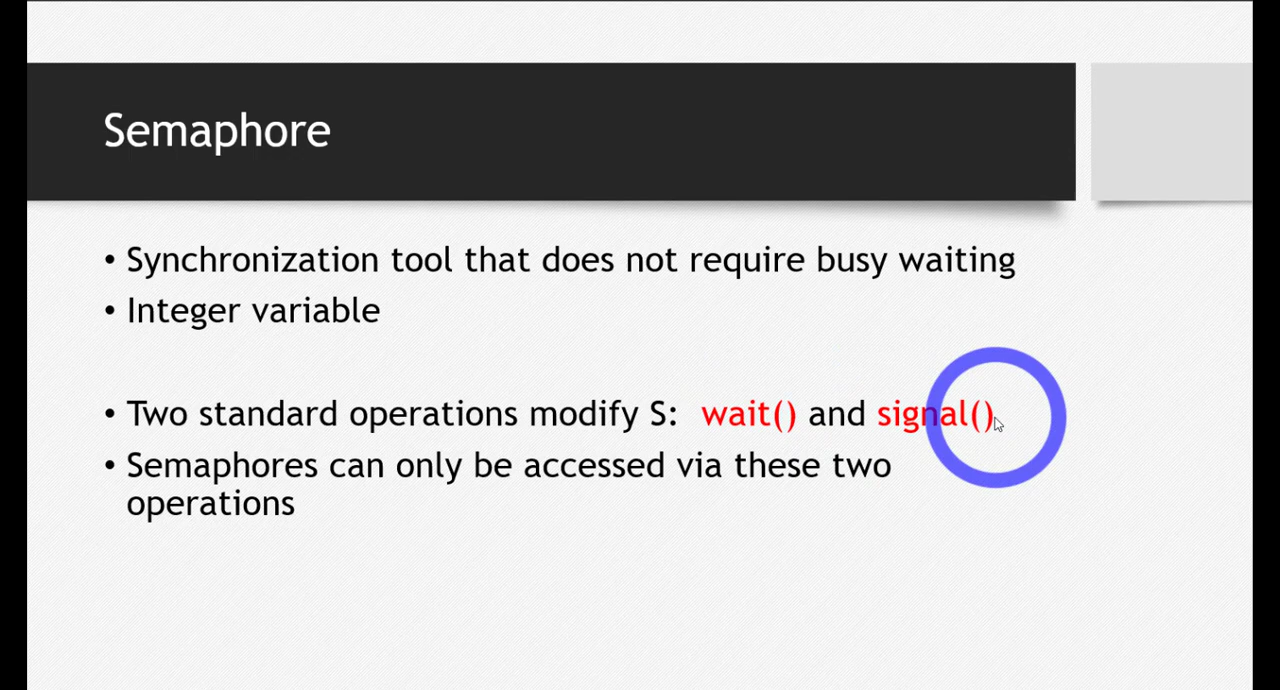 Semaphore
• Synchronization tool that does not require busy waiting
• Integer variable
• Two standard operations modify S: wait() and signal()
• Semaphores can only be accessed via these two
operations